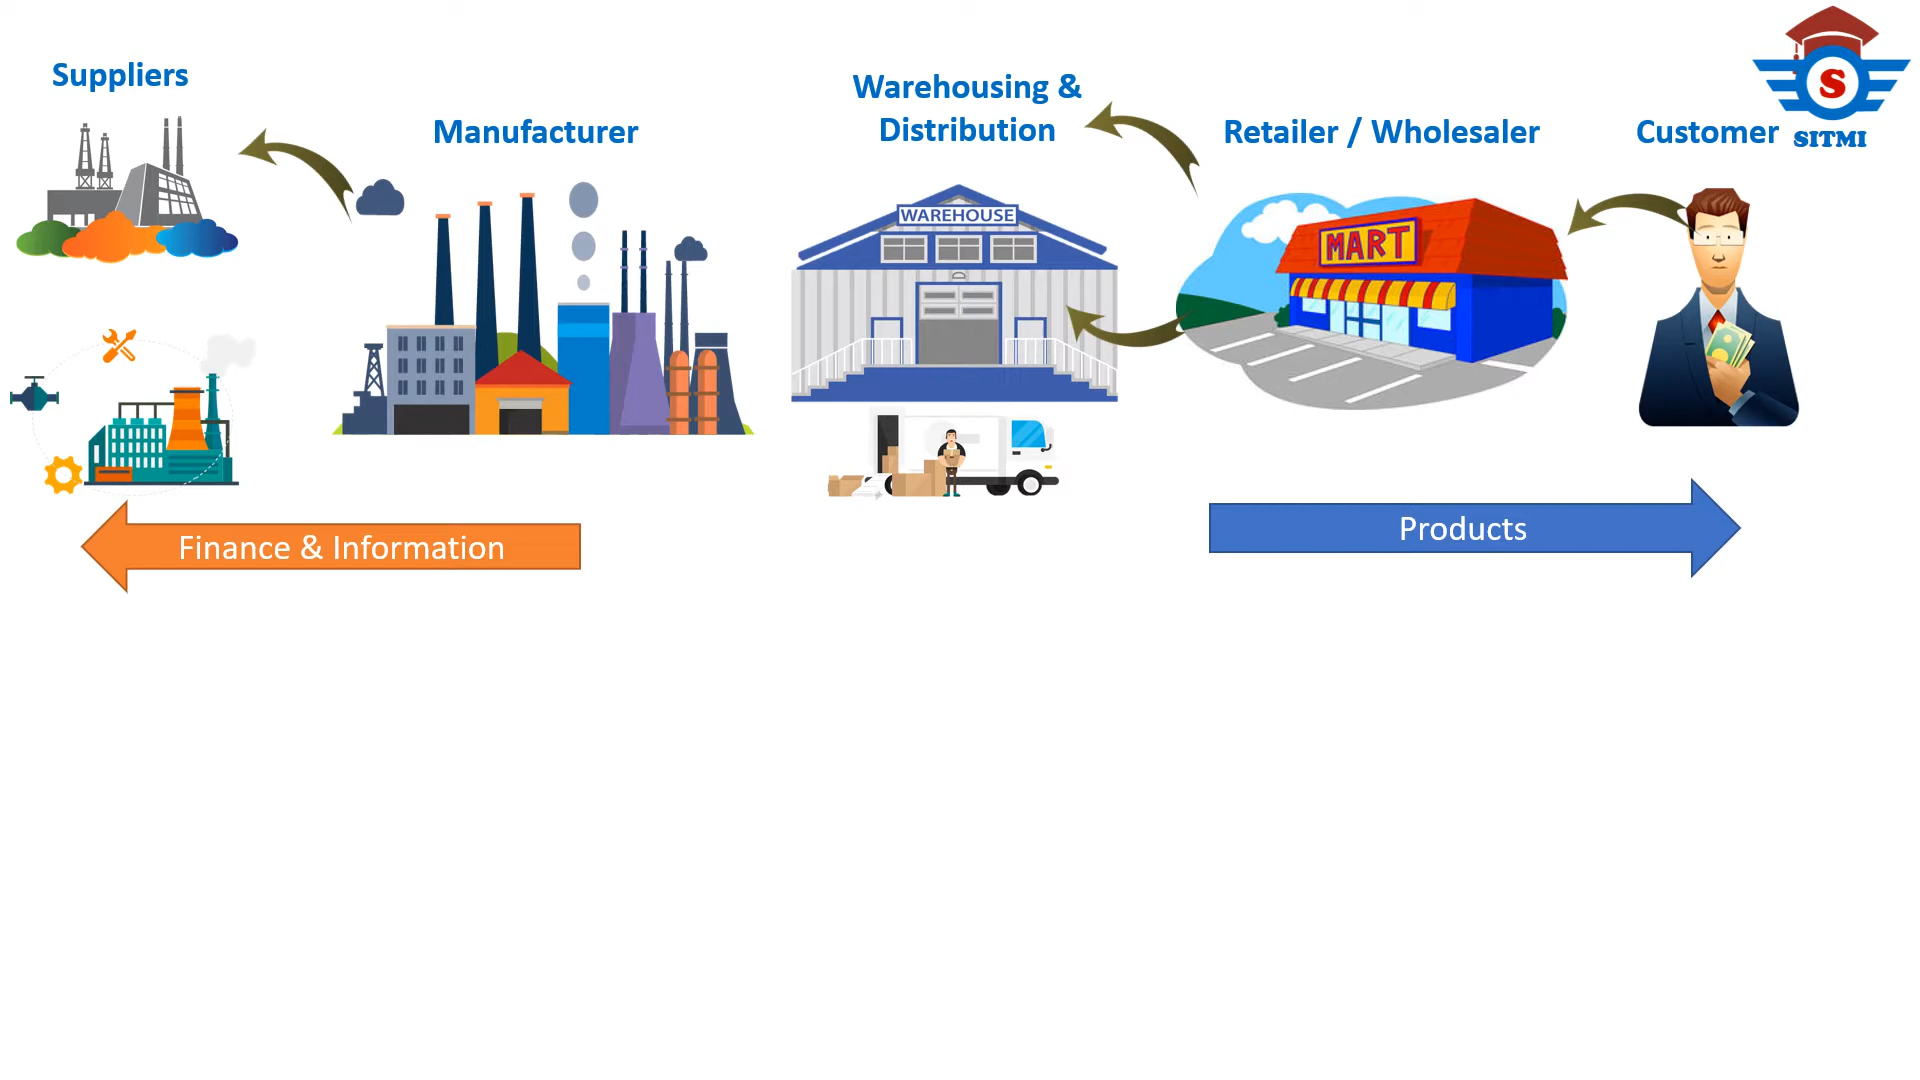 Suppliers
Manufacturer
Warehousing &
Distribution
Retailer / Wholesaler
Customer
S
SITMI
WAREHOUSE
MART
Finance & Information
Products